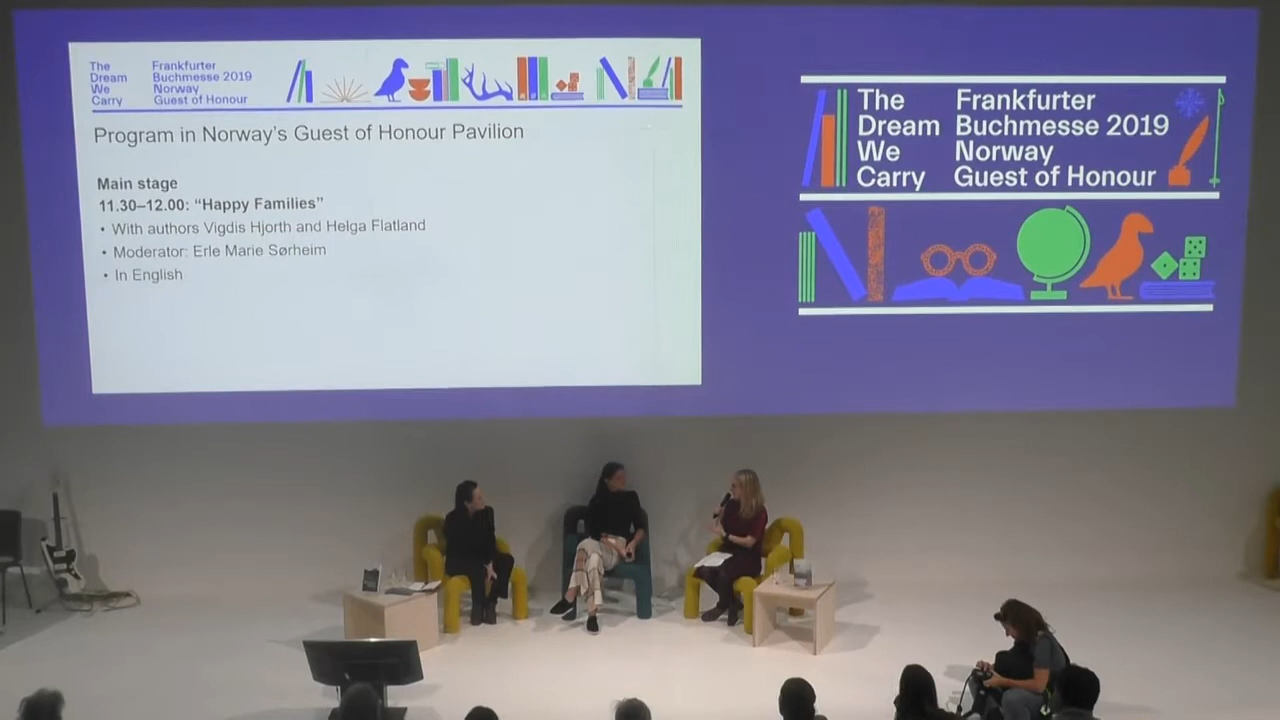 The Frankfurter
Dream Buchmesse 2019
We Norway
Carry Guest of Honour
Program in Norway's Guest of Honour Pavilion
Main stage
11.30–12.00: "Happy Families"
• With authors Vigdis Hjorth and Helga Flatland
• Moderator: Erle Marie Sørheim
• In English
The Frankfurter
Dream Buchmesse 2019
We Norway
Carry Guest of Honour